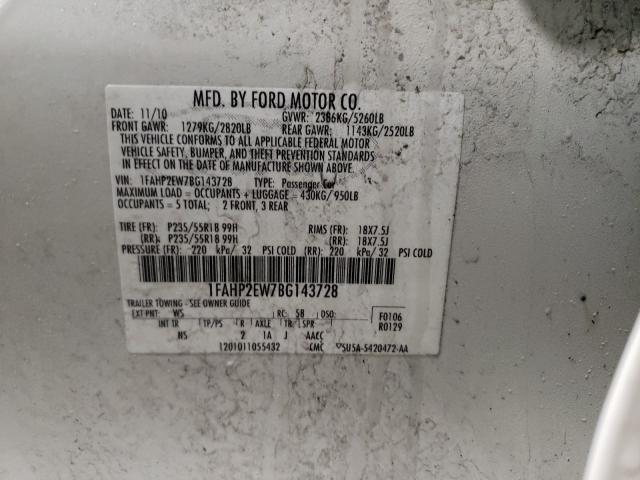 MFD. BY FORD MOTOR CO.
DATE: 11/10 GVWR: 2386KG/5260LB
FRONT GAWR: 1279KG/2820LB REAR GAWR: 1143KG/2520LB
THIS VEHICLE CONFORMS TO ALL APPLICABLE FEDERAL MOTOR
VEHICLE SAFETY, BUMPER, AND THEFT PREVENTION STANDARDS
IN EFFECT ON THE DATE OF MANUFACTURE SHOWN ABOVE.
VIN: 1FAHP2EW7BG143728 TYPE: Passenger Car
MAXIMUM LOAD = OCCUPANTS + LUGGAGE = 430KG/950LB
OCCUPANTS = 5 TOTAL; 2 FRONT, 3 REAR
TIRE (FR): P235/55R18 99H RIMS (FR): 18X7.5J
(RR): P235/55R18 99H (RR): 18X7.5J
PRESSURE (FR): 220 kPa/ 32 PSI COLD (RR): 220 kPa/ 32 PSI COLD
1FAHP2EW7BG143728
TRAILER TOWING - SEE OWNER GUIDE
EXT PNT: WS RC: 58 DSO: F0106
INT TR TP/PS R AXLE TR SPR R0129
NS 2 1A J AACC
1201011055432 CMC 5U5A-5420472-AA